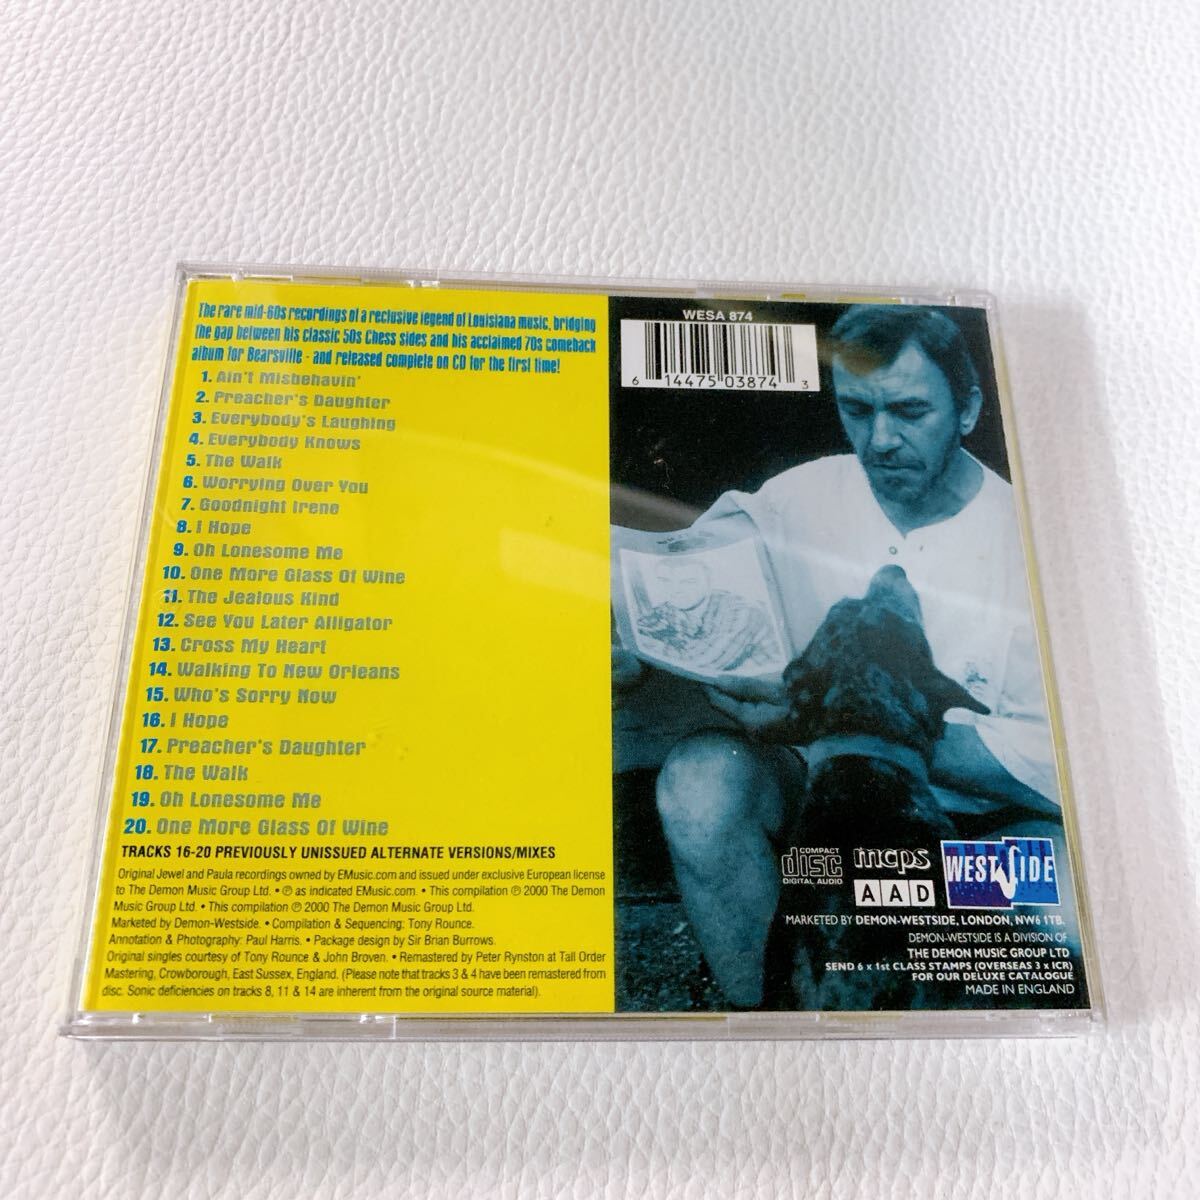 The rare mid-60s recordings of a reclusive legend of Louisiana music, bridging
the gap between his classic 50s Chess sides and his acclaimed 70s comeback
album for Bearsville - and released complete on CD for the first time!
1. Ain't Misbehavin'
2. Preacher's Daughter
3. Everybody's Laughing
4. Everybody Knows
5. The Walk
6. Worrying Over You
7. Goodnight Irene
8. I Hope
9. Oh Lonesome Me
10. One More Glass Of Wine
11. The Jealous Kind
12. See You Later Alligator
13. Cross My Heart
14. Walking To New Orleans
15. Who's Sorry Now
16. I Hope
17. Preacher's Daughter
18. The Walk
19. Oh Lonesome Me
20. One More Glass Of Wine
TRACKS 16-20 PREVIOUSLY UNISSUED ALTERNATE VERSIONS/MIXES
Original Jewel and Paula recordings owned by EMusic.com and issued under exclusive European license
to The Demon Music Group Ltd. • ℗ as indicated EMusic.com. • This compilation ℗ 2000 The Demon
Music Group Ltd. • This compilation ℗ 2000 The Demon Music Group Ltd.
Marketed by Demon-Westside. • Compilation & Sequencing: Tony Rounce.
Annotation & Photography: Paul Harris. • Package design by Sir Brian Burrows.
Original singles courtesy of Tony Rounce & John Broven. • Remastered by Peter Rynston at Tall Order
Mastering, Crowborough, East Sussex, England. (Please note that tracks 3 & 4 have been remastered from
disc. Sonic deficiencies on tracks 8, 11 & 14 are inherent from the original source material).
WESA 874
6 14475 03874 3
COMPACT
disc
DIGITAL AUDIO
mcps
AAD
WESTSIDE
MARKETED BY DEMON-WESTSIDE, LONDON, NW6 1TB.
DEMON-WESTSIDE IS A DIVISION OF
THE DEMON MUSIC GROUP LTD
SEND 6 x 1st CLASS STAMPS (OVERSEAS 3 x ICR)
FOR OUR DELUXE CATALOGUE
MADE IN ENGLAND